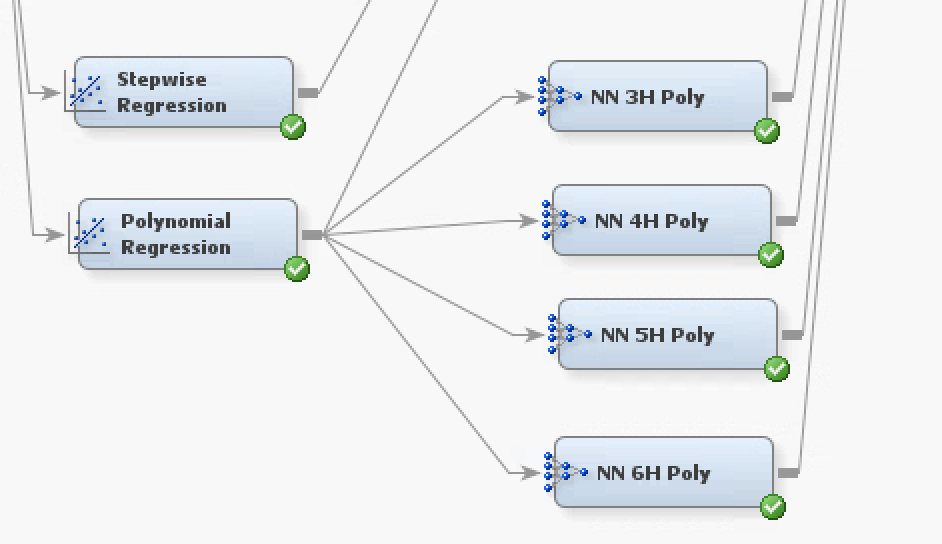 Stepwise
Regression
Polynomial
Regression
NN 3H Poly
NN 4H Poly
NN 5H Poly
NN 6H Poly